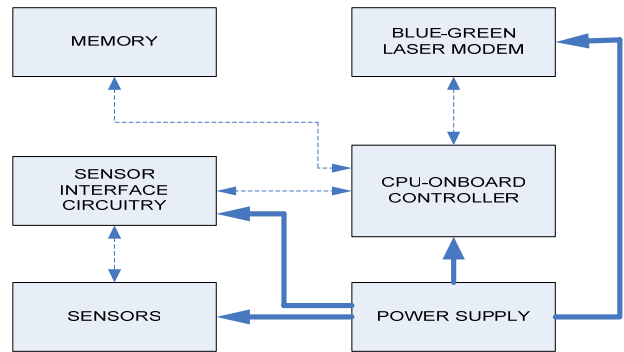 MEMORY
BLUE-GREEN
LASER MODEM
SENSOR
INTERFACE
CIRCUITRY
CPU-ONBOARD
CONTROLLER
SENSORS
POWER SUPPLY